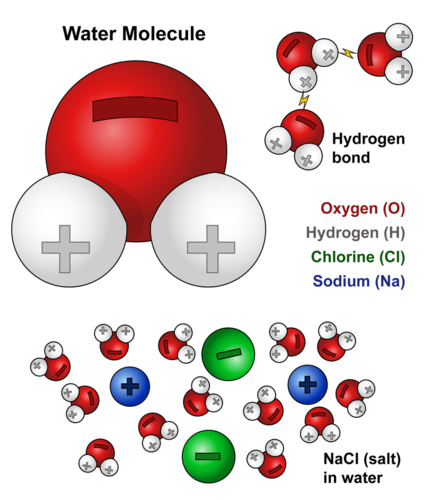 Water Molecule
Hydrogen
bond
Oxygen (O)
Hydrogen (H)
Chlorine (Cl)
Sodium (Na)
NaCl (salt)
in water